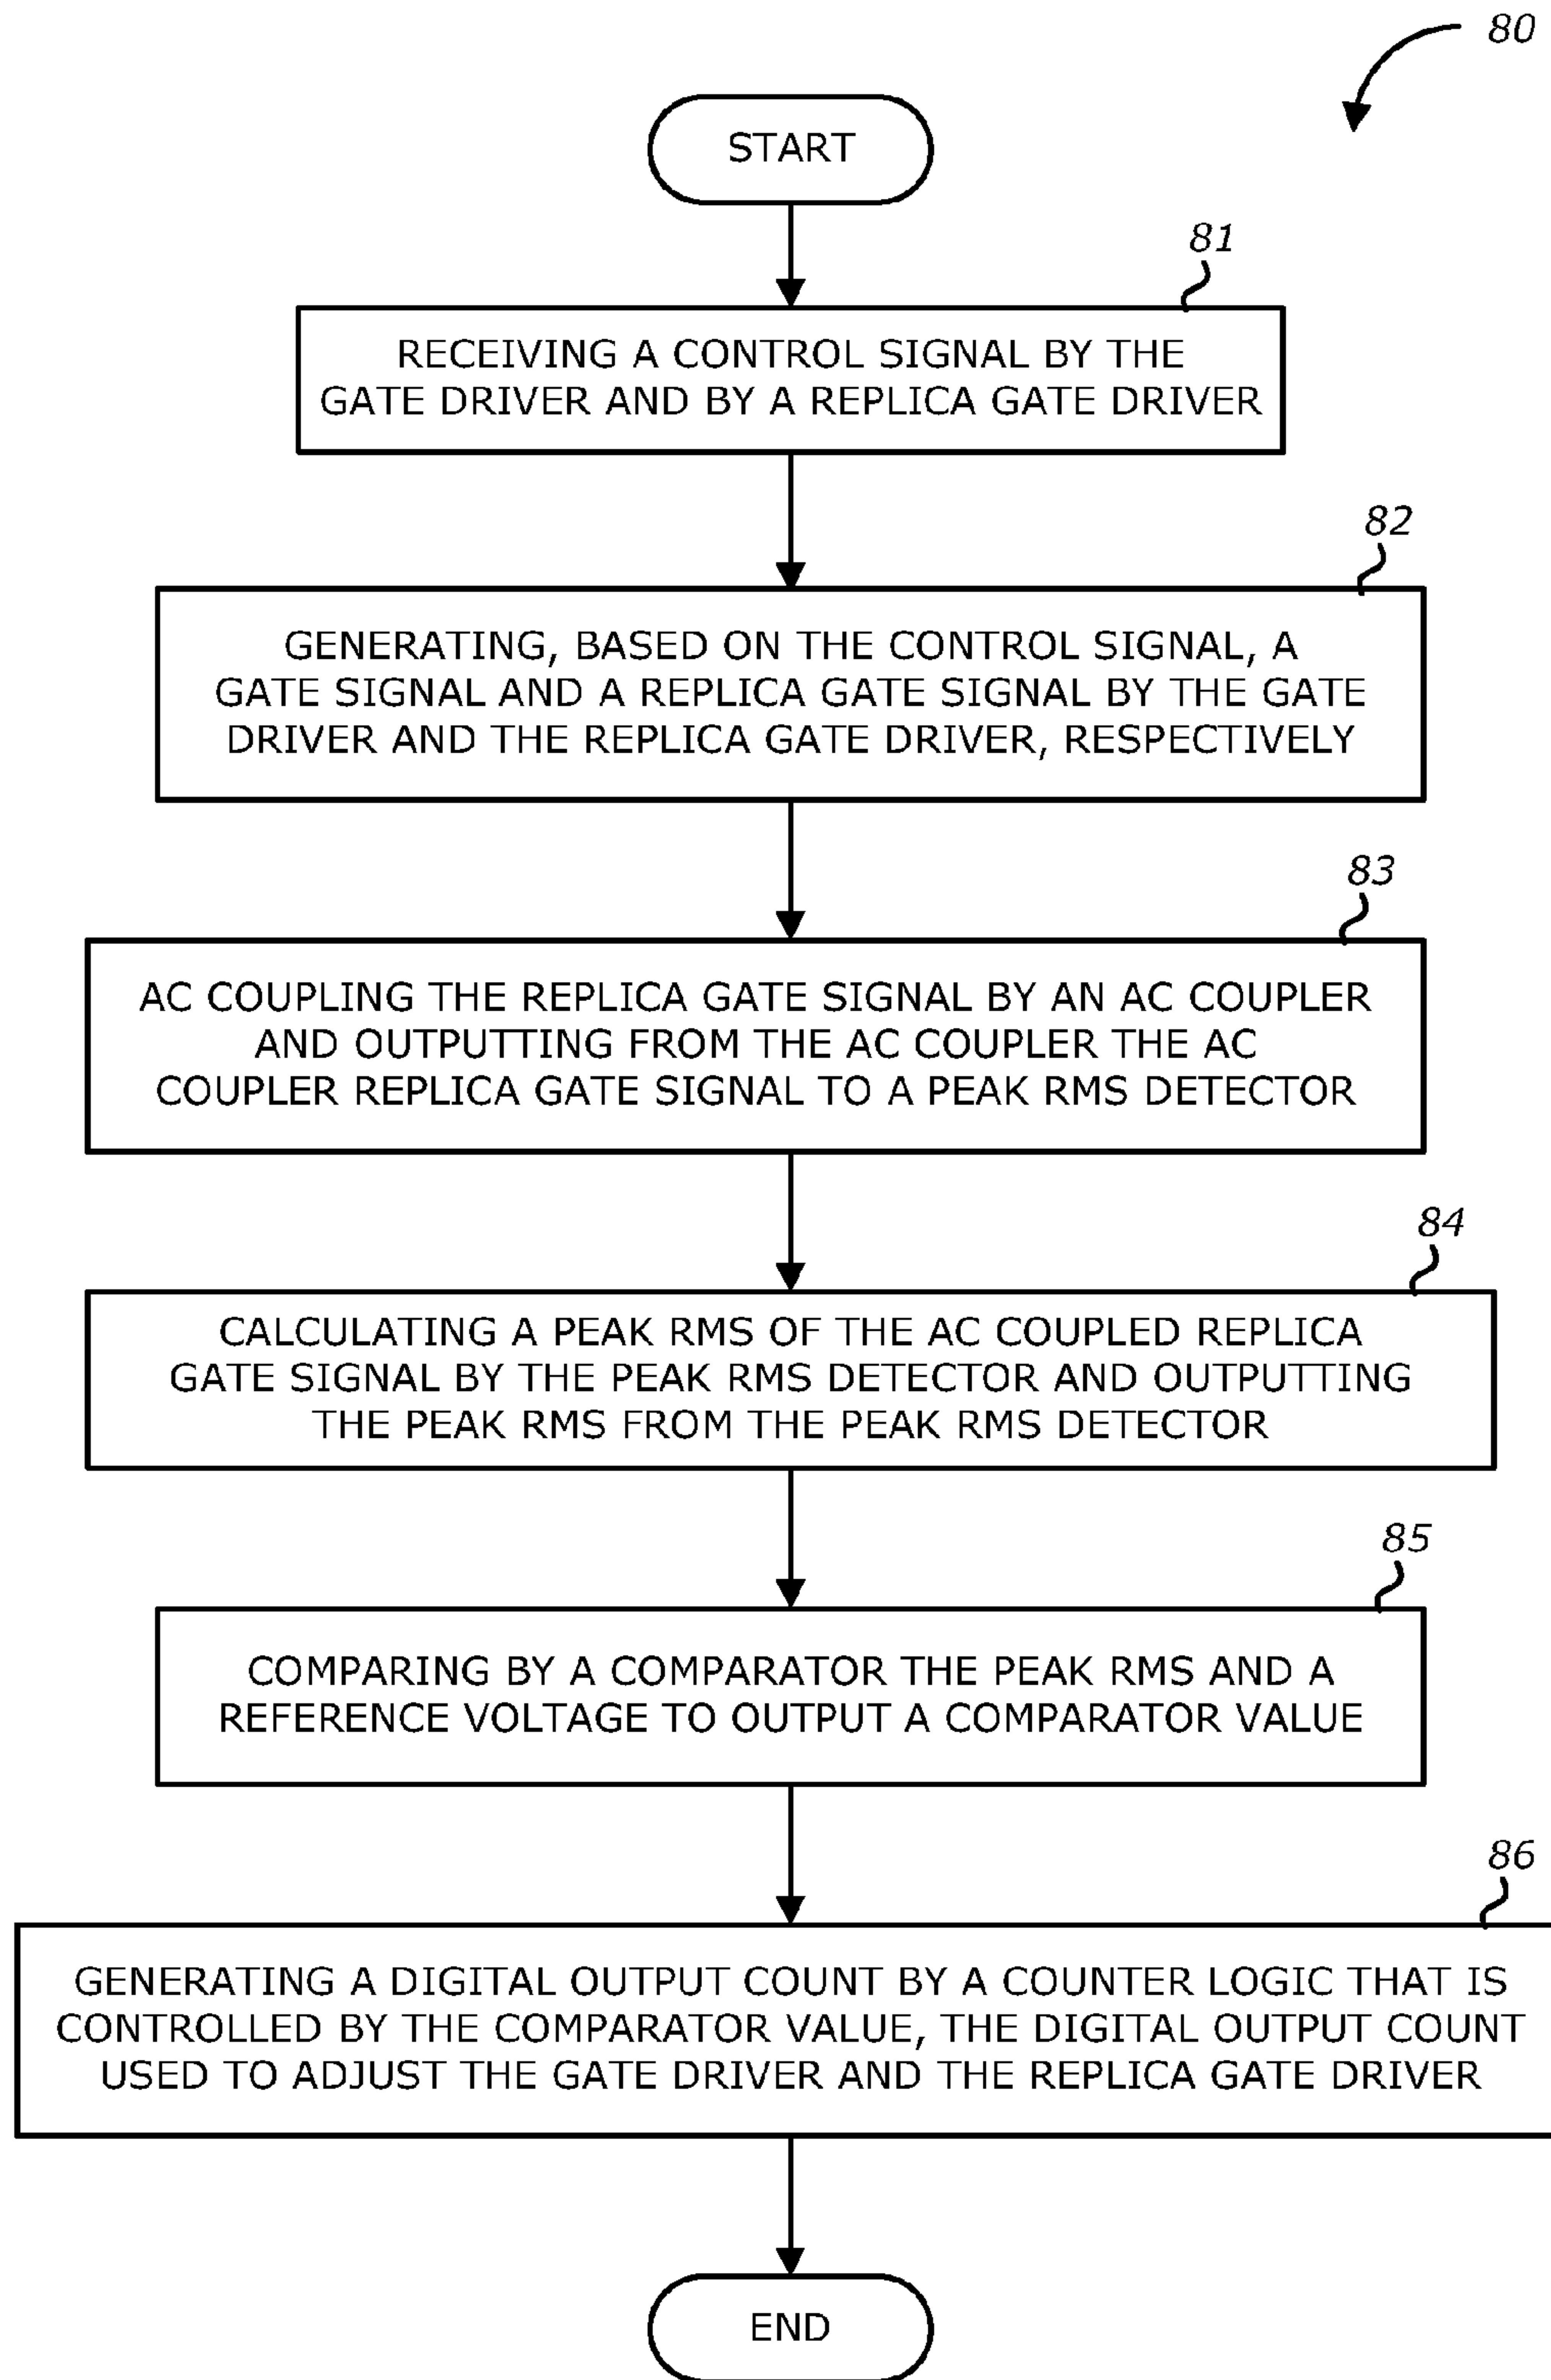 80
START
81
RECEIVING A CONTROL SIGNAL BY THE
GATE DRIVER AND BY A REPLICA GATE DRIVER
82
GENERATING, BASED ON THE CONTROL SIGNAL, A
GATE SIGNAL AND A REPLICA GATE SIGNAL BY THE GATE
DRIVER AND THE REPLICA GATE DRIVER, RESPECTIVELY
83
AC COUPLING THE REPLICA GATE SIGNAL BY AN AC COUPLER
AND OUTPUTTING FROM THE AC COUPLER THE AC
COUPLER REPLICA GATE SIGNAL TO A PEAK RMS DETECTOR
84
CALCULATING A PEAK RMS OF THE AC COUPLED REPLICA
GATE SIGNAL BY THE PEAK RMS DETECTOR AND OUTPUTTING
THE PEAK RMS FROM THE PEAK RMS DETECTOR
85
COMPARING BY A COMPARATOR THE PEAK RMS AND A
REFERENCE VOLTAGE TO OUTPUT A COMPARATOR VALUE
86
GENERATING A DIGITAL OUTPUT COUNT BY A COUNTER LOGIC THAT IS
CONTROLLED BY THE COMPARATOR VALUE, THE DIGITAL OUTPUT COUNT
USED TO ADJUST THE GATE DRIVER AND THE REPLICA GATE DRIVER
END